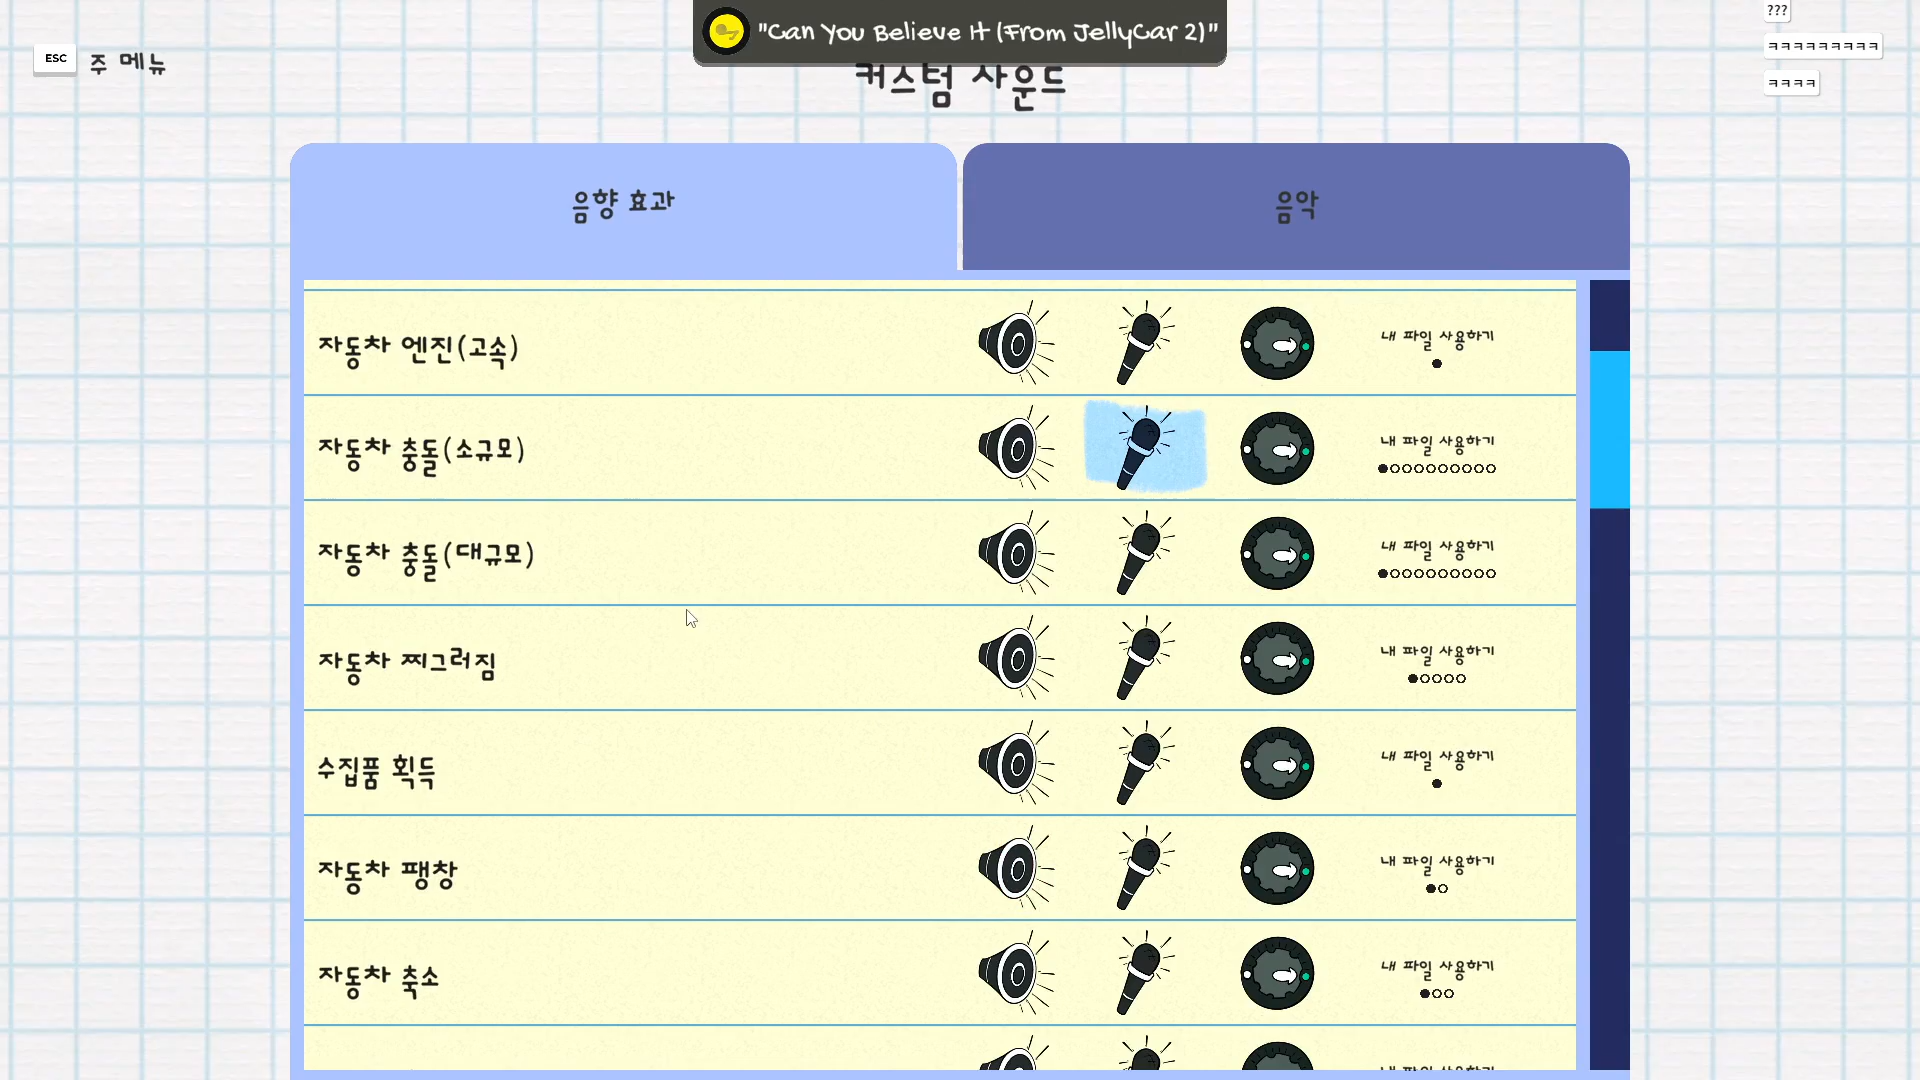 "Can You Believe It (From JellyCar 2)"
???
ㅋㅋㅋㅋㅋㅋㅋㅋㅋ
ㅋㅋㅋㅋ
ESC 주 메뉴
커스텀 사운드
음향 효과
음악
자동차 엔진(고속)
내 파일 사용하기
자동차 충돌(소규모)
내 파일 사용하기
자동차 충돌(대규모)
내 파일 사용하기
자동차 찌그러짐
내 파일 사용하기
수집품 획득
내 파일 사용하기
자동차 팽창
내 파일 사용하기
자동차 축소
내 파일 사용하기